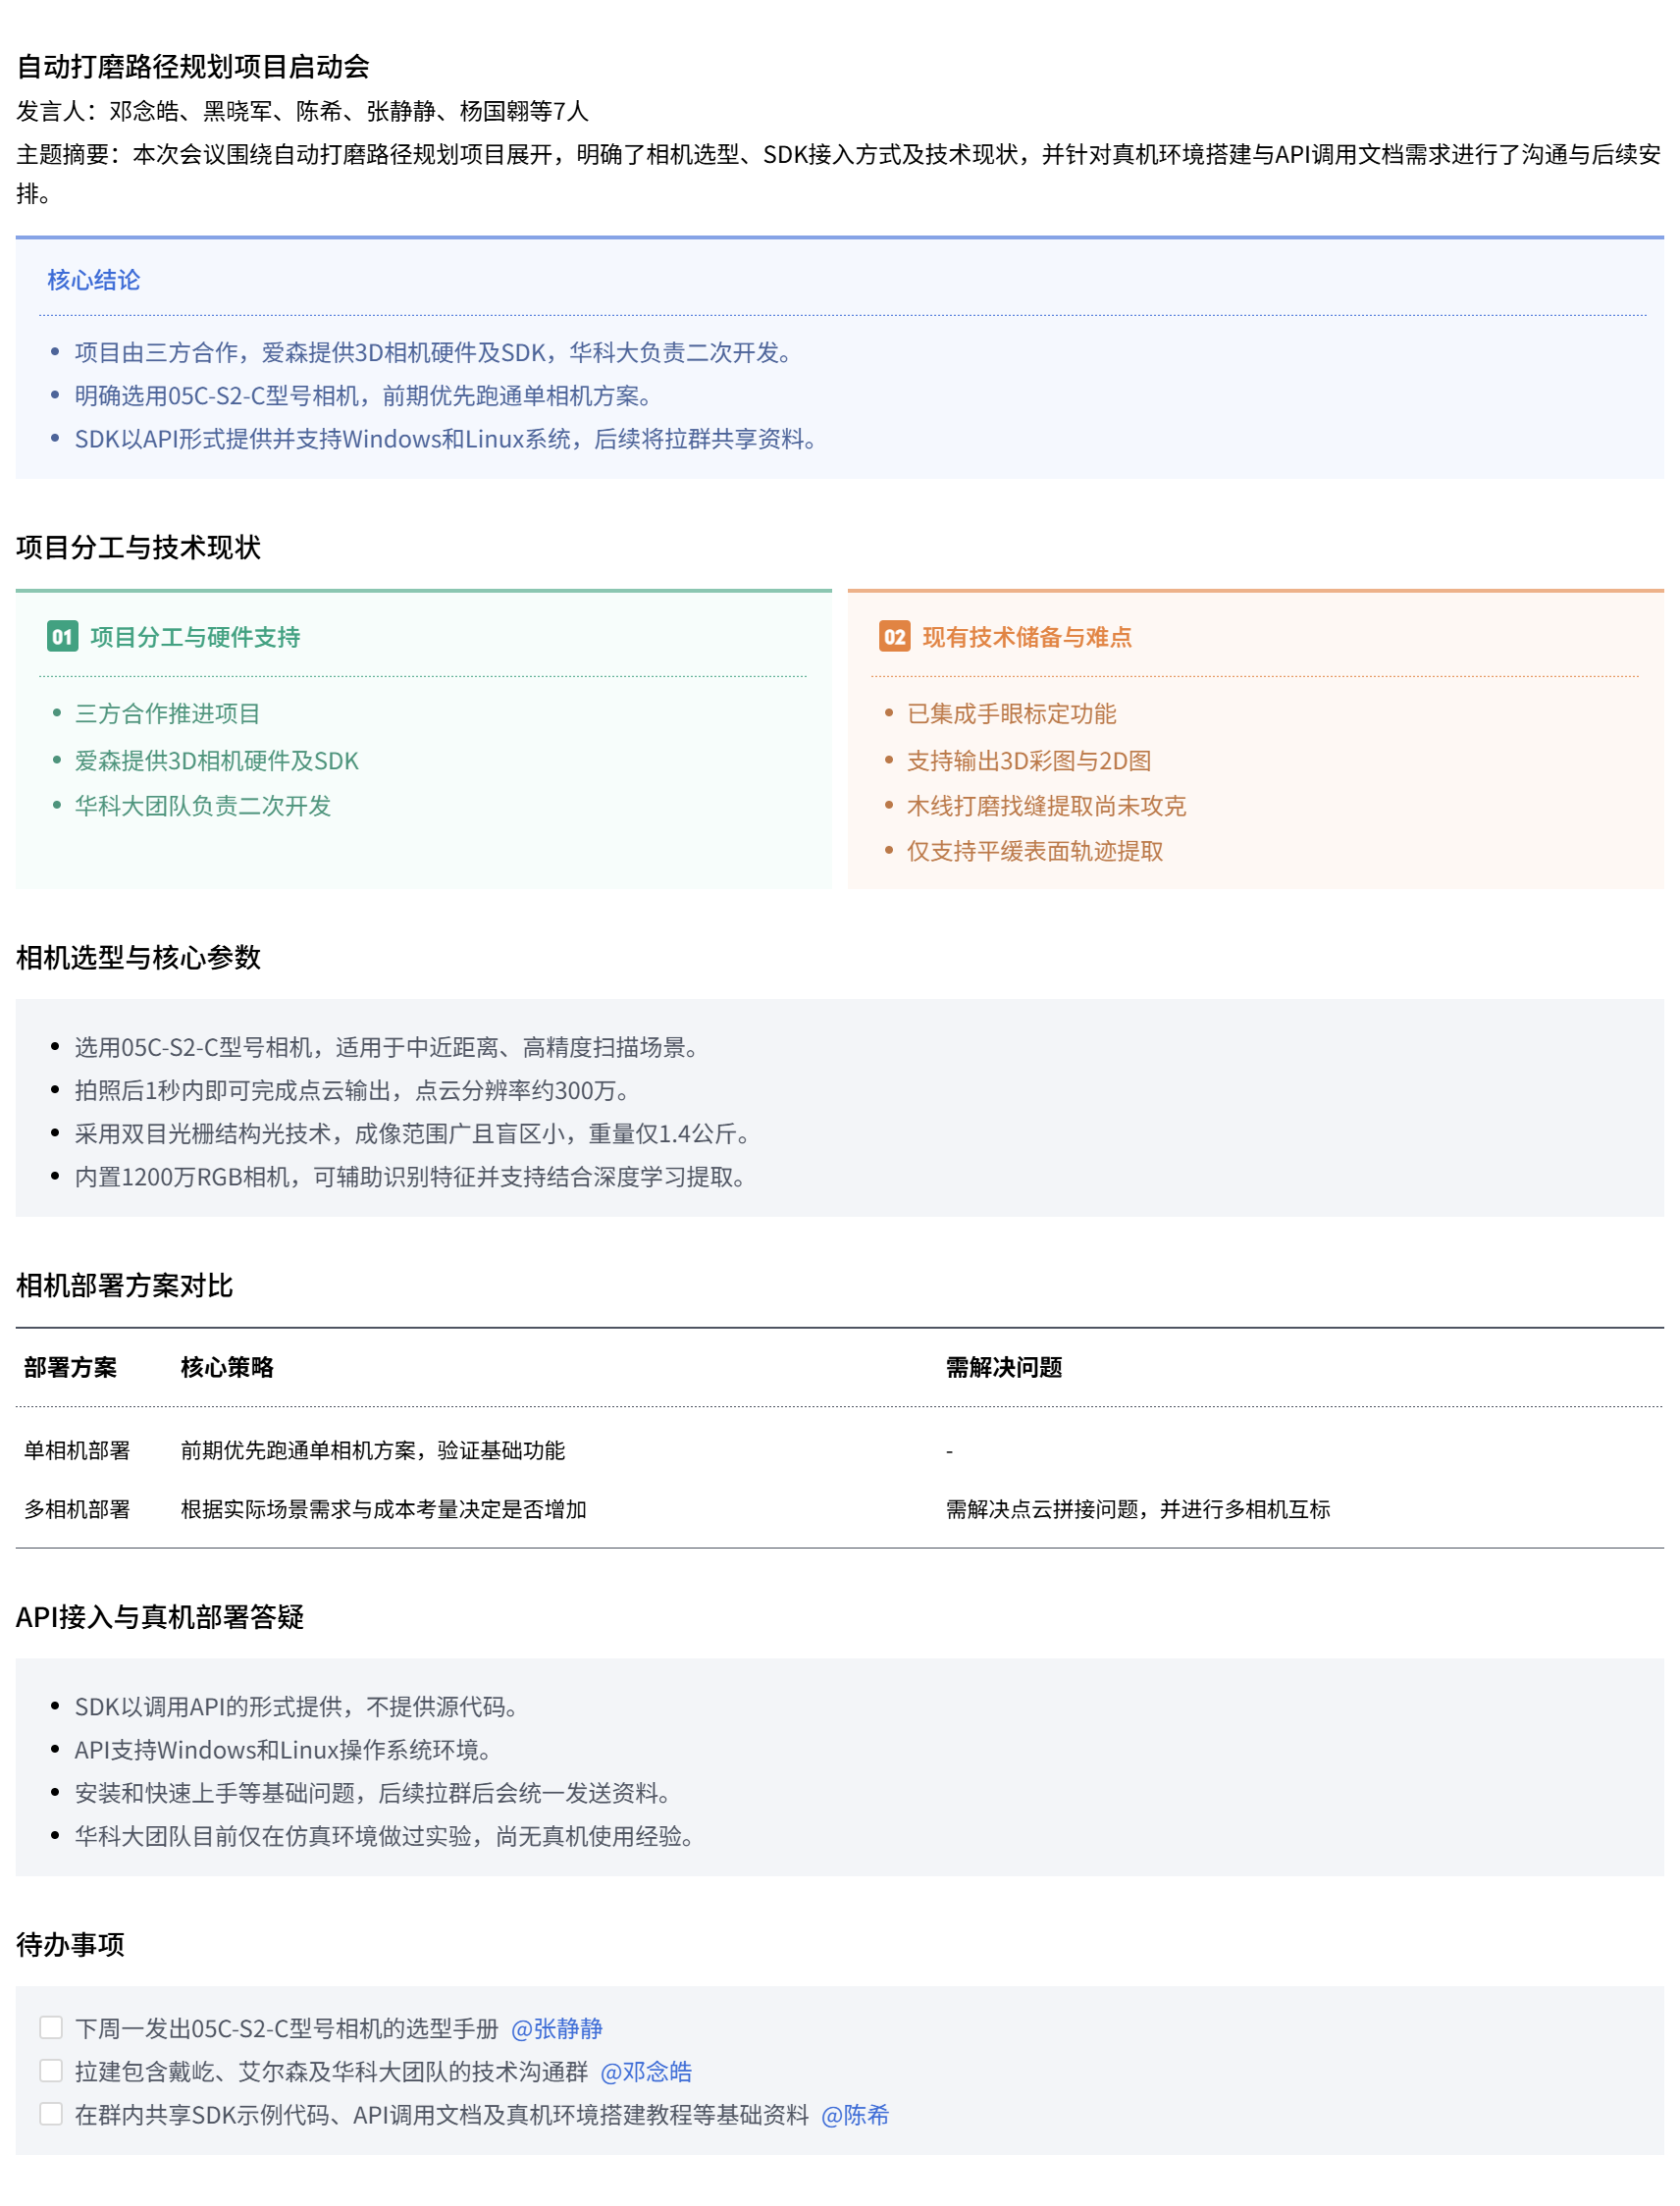 自动打磨路径规划项目启动会
发言人：邓念皓、黑晓军、陈希、张静静、杨国翱等7人
主题摘要：本次会议围绕自动打磨路径规划项目展开，明确了相机选型、SDK接入方式及技术现状，并针对真机环境搭建与API调用文档需求进行了沟通与后续安
排。
核心结论
• 项目由三方合作，爱森提供3D相机硬件及SDK，华科大负责二次开发。
• 明确选用05C-S2-C型号相机，前期优先跑通单相机方案。
• SDK以API形式提供并支持Windows和Linux系统，后续将拉群共享资料。
项目分工与技术现状
01 项目分工与硬件支持
• 三方合作推进项目
• 爱森提供3D相机硬件及SDK
• 华科大团队负责二次开发
02 现有技术储备与难点
• 已集成手眼标定功能
• 支持输出3D彩图与2D图
• 木线打磨找缝提取尚未攻克
• 仅支持平缓表面轨迹提取
相机选型与核心参数
• 选用05C-S2-C型号相机，适用于中近距离、高精度扫描场景。
• 拍照后1秒内即可完成点云输出，点云分辨率约300万。
• 采用双目光栅结构光技术，成像范围广且盲区小，重量仅1.4公斤。
• 内置1200万RGB相机，可辅助识别特征并支持结合深度学习提取。
相机部署方案对比
部署方案 核心策略 需解决问题
单相机部署 前期优先跑通单相机方案，验证基础功能 -
多相机部署 根据实际场景需求与成本考量决定是否增加 需解决点云拼接问题，并进行多相机互标
API接入与真机部署答疑
• SDK以调用API的形式提供，不提供源代码。
• API支持Windows和Linux操作系统环境。
• 安装和快速上手等基础问题，后续拉群后会统一发送资料。
• 华科大团队目前仅在仿真环境做过实验，尚无真机使用经验。
待办事项
下周一发出05C-S2-C型号相机的选型手册 @张静静
拉建包含戴屹、艾尔森及华科大团队的技术沟通群 @邓念皓
在群内共享SDK示例代码、API调用文档及真机环境搭建教程等基础资料 @陈希